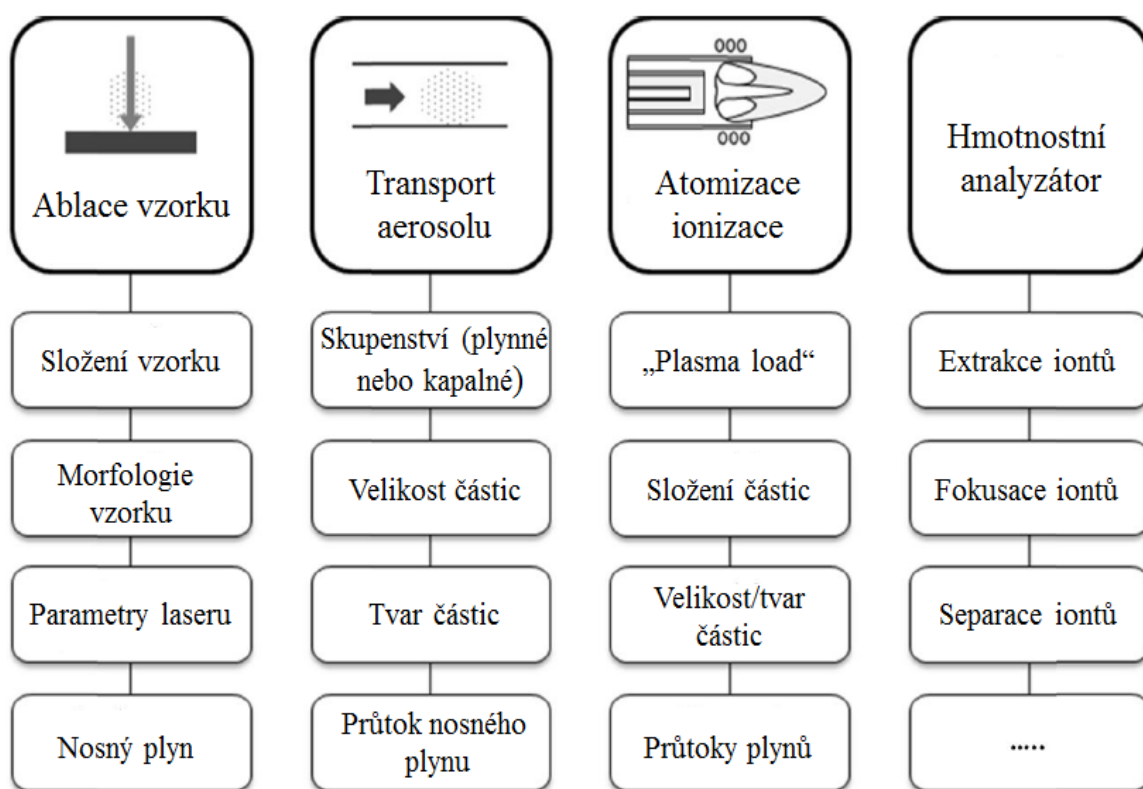 Ablace vzorku
Složení vzorku
Morfologie
vzorku
Parametry laseru
Nosný plyn
Transport
aerosolu
Skupenství (plynné
nebo kapalné)
Velikost částic
Tvar částic
Průtok nosného
plynu
Atomizace
ionizace
„Plasma load“
Složení částic
Velikost/tvar
částic
Průtoky plynů
Hmotnostní
analyzátor
Extrakce iontů
Fokusace iontů
Separace iontů
.....